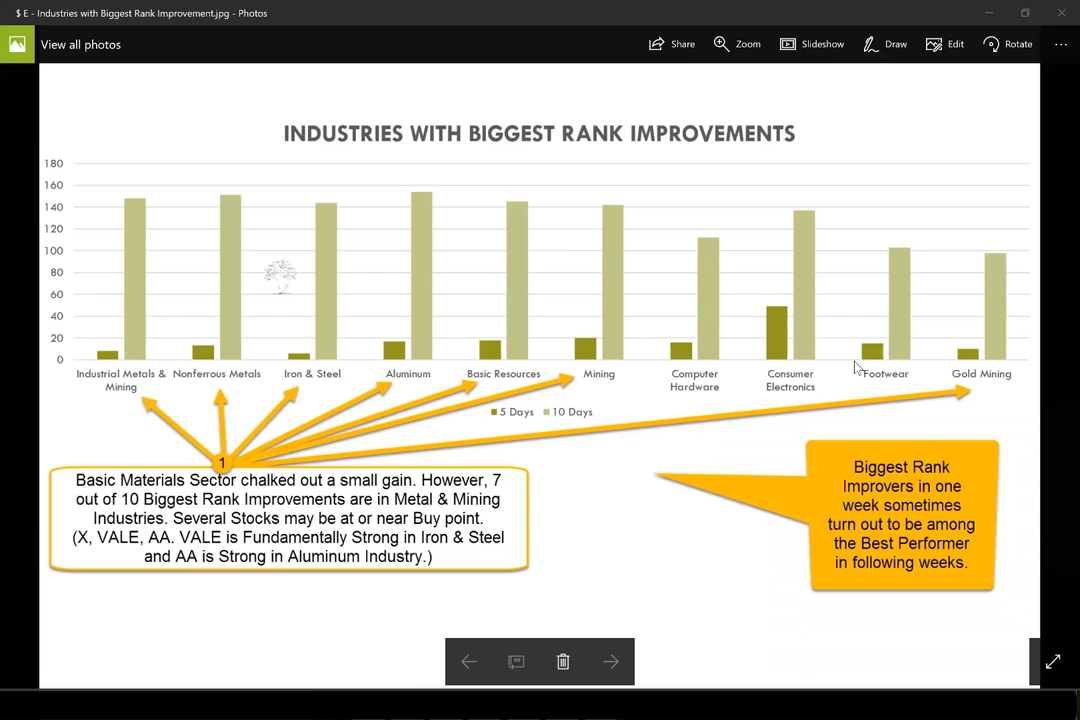 $ E - Industries with Biggest Rank Improvement.jpg - Photos
View all photos
Share
Zoom
Slideshow
Draw
Edit
Rotate
INDUSTRIES WITH BIGGEST RANK IMPROVEMENTS
180
160
140
120
100
80
60
40
20
0
Industrial Metals &
Mining
Nonferrous Metals
Iron & Steel
Aluminum
Basic Resources
Mining
Computer
Hardware
Consumer
Electronics
Footwear
Gold Mining
5 Days
10 Days
1
Basic Materials Sector chalked out a small gain. However, 7
out of 10 Biggest Rank Improvements are in Metal & Mining
Industries. Several Stocks may be at or near Buy point.
(X, VALE, AA. VALE is Fundamentally Strong in Iron & Steel
and AA is Strong in Aluminum Industry.)
Biggest Rank
Improvers in one
week sometimes
turn out to be among
the Best Performer
in following weeks.